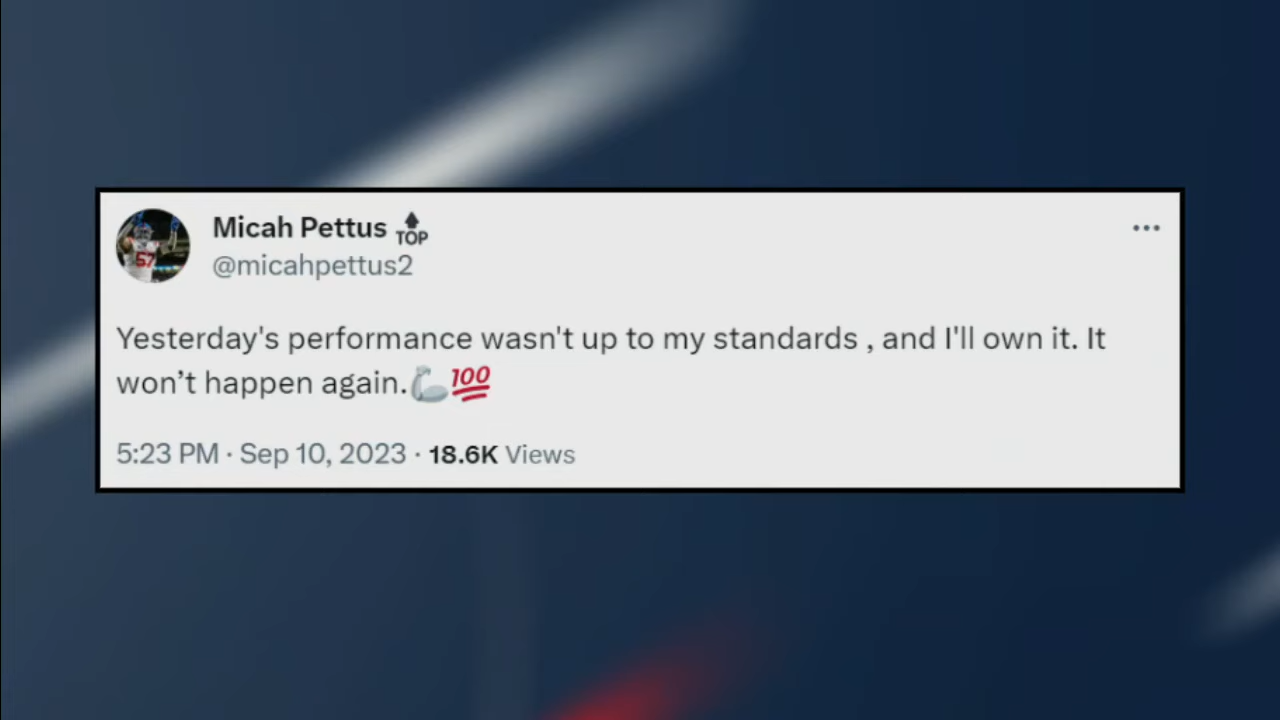 Micah Pettus 🔝
@micahpettus2
57
Yesterday's performance wasn't up to my standards , and I'll own it. It
won’t happen again.🦾💯
5:23 PM · Sep 10, 2023 · 18.6K Views